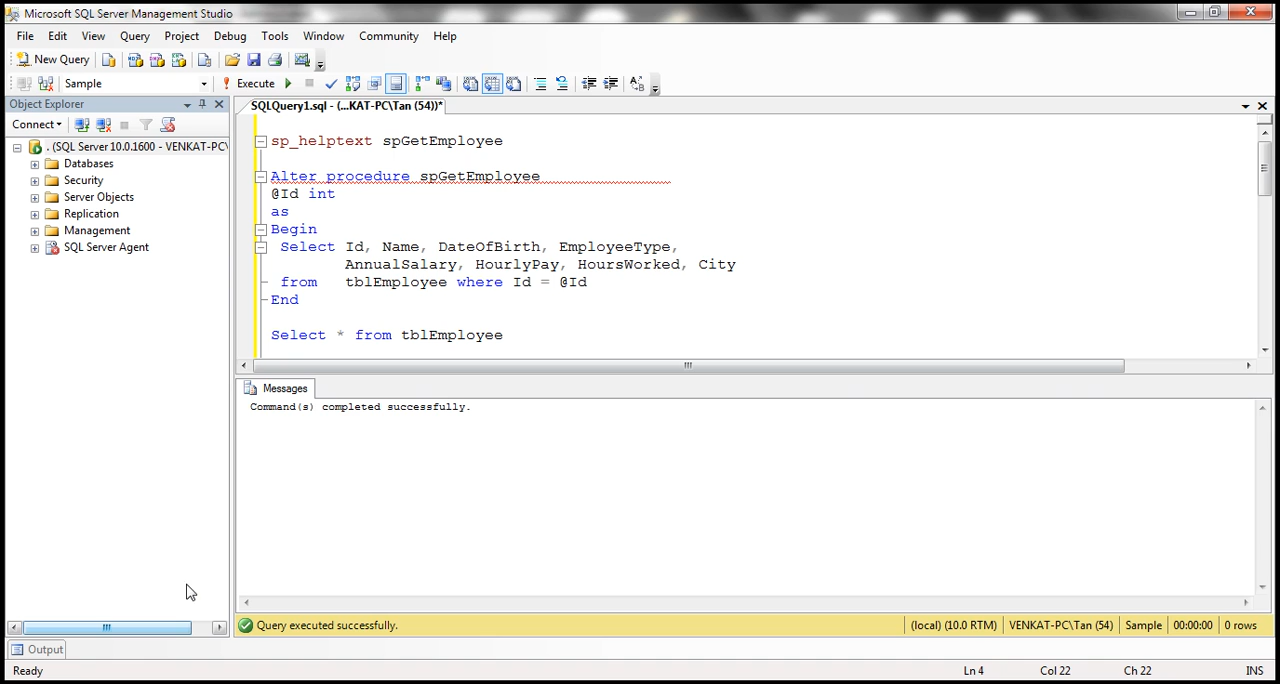 Microsoft SQL Server Management Studio
File Edit View Query Project Debug Tools Window Community Help
New Query
Sample Execute
Object Explorer
SQLQuery1.sql - (...KAT-PC\Tan (54))*
Connect
. (SQL Server 10.0.1600 - VENKAT-PC\
Databases
Security
Server Objects
Replication
Management
SQL Server Agent
sp_helptext spGetEmployee
Alter procedure spGetEmployee
@Id int
as
Begin
Select Id, Name, DateOfBirth, EmployeeType,
AnnualSalary, HourlyPay, HoursWorked, City
from tblEmployee where Id = @Id
End
Select * from tblEmployee
Messages
Command(s) completed successfully.
Query executed successfully. (local) (10.0 RTM) VENKAT-PC\Tan (54) Sample 00:00:00 0 rows
Output
Ready Ln 4 Col 22 Ch 22 INS